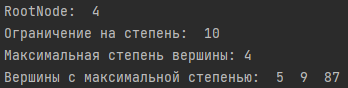 RootNode:  4
Ограничение на степень:  10
Максимальная степень вершины: 4
Вершины с максимальной степенью:  5  9  87